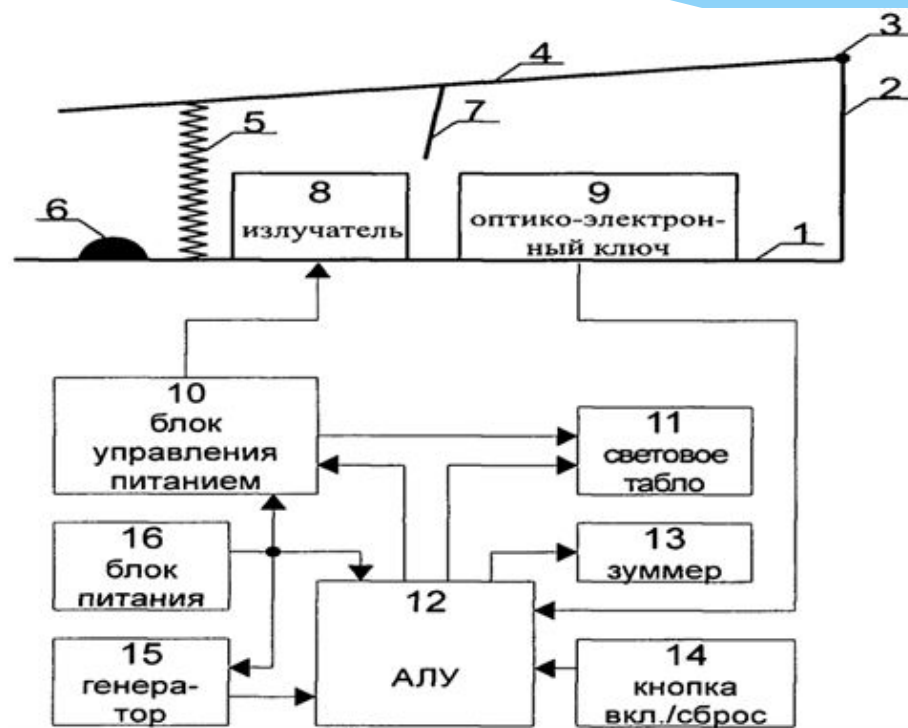 3
4
2
7
5
8
излучатель
9
оптико-электрон-
ный ключ
6
1
10
блок
управления
питанием
11
световое
табло
16
блок
питания
13
зуммер
12
АЛУ
15
генера-
тор
14
кнопка
вкл./сброс